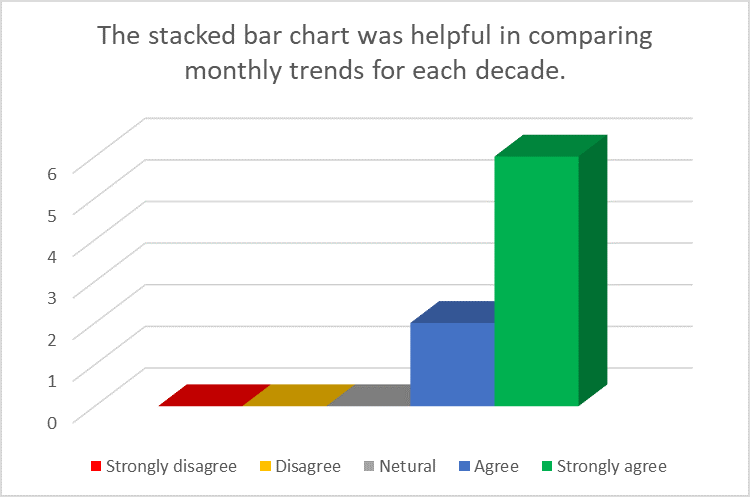 The stacked bar chart was helpful in comparing
monthly trends for each decade.
6
5
4
3
2
1
0
Strongly disagree Disagree Netural Agree Strongly agree